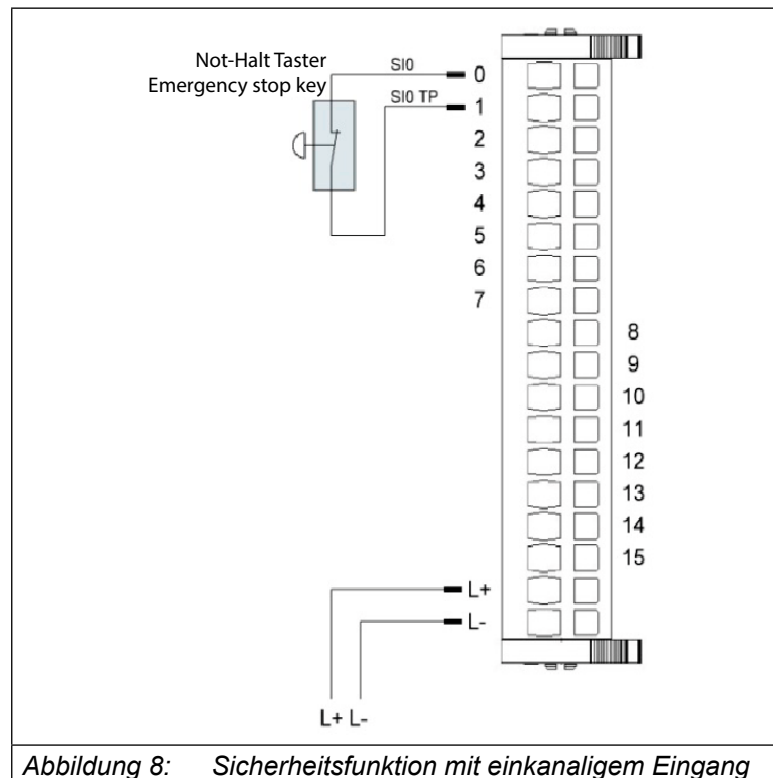 Not-Halt Taster
Emergency stop key
SI0
0
SI0 TP
1
2
3
4
5
6
7
8
9
10
11
12
13
14
15
L+
L-
L+ L-
Abbildung 8: Sicherheitsfunktion mit einkanaligem Eingang